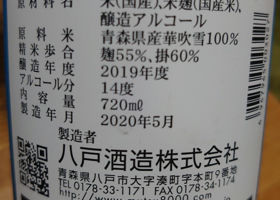 原材料 米(国産)、米麹(国産米)、
醸造アルコール
原料米 青森県産華吹雪100%
精米歩合 麹55%、掛60%
醸造年度 2019年度
アルコール分 14度
内容量 720ml
製造年月 2020年5月
製造者
八戸酒造株式会社
青森県八戸市大字湊町字本町9番地
TEL 0178-33-1171 FAX 0178-34-1174